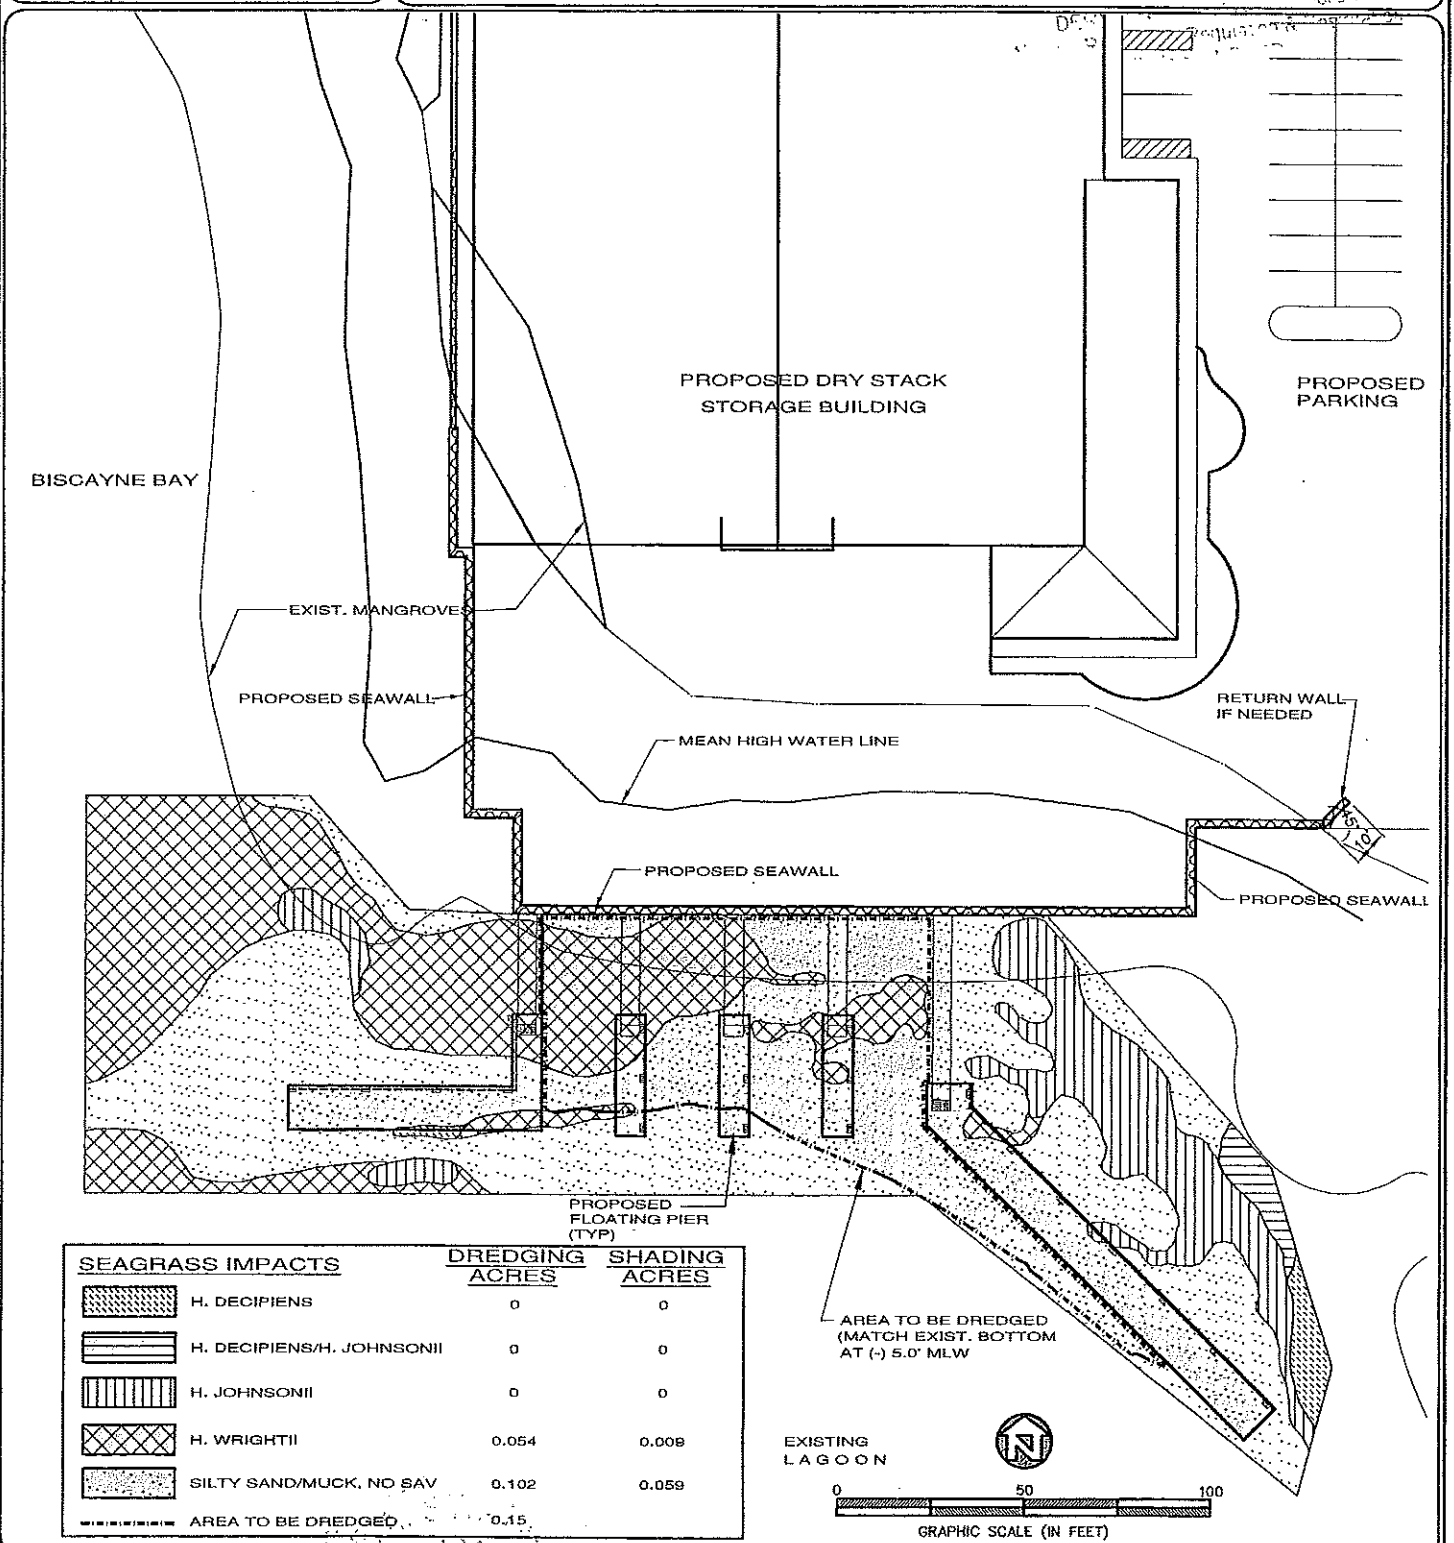 PROPOSED DRY STACK
STORAGE BUILDING
PROPOSED
PARKING
BISCAYNE BAY
EXIST. MANGROVES
PROPOSED SEAWALL
RETURN WALL
IF NEEDED
MEAN HIGH WATER LINE
45°
10'
PROPOSED SEAWALL
PROPOSED SEAWALL
PROPOSED
FLOATING PIER
(TYP)
SEAGRASS IMPACTS DREDGING ACRES SHADING ACRES
H. DECIPIENS 0 0
H. DECIPIENS/H. JOHNSONII 0 0
H. JOHNSONII 0 0
H. WRIGHTII 0.054 0.008
SILTY SAND/MUCK, NO SAV 0.102 0.059
AREA TO BE DREDGED 0.15
AREA TO BE DREDGED
(MATCH EXIST. BOTTOM
AT (-) 5.0' MLW
EXISTING
LAGOON
N
0 50 100
GRAPHIC SCALE (IN FEET)